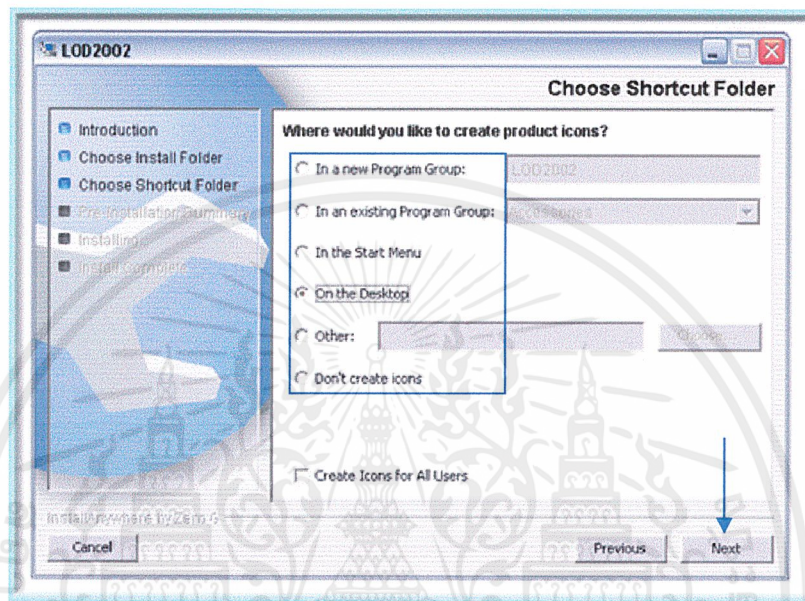 LOD2002
Choose Shortcut Folder
Introduction
Choose Install Folder
Choose Shortcut Folder
Pre-Installation Summary
Installing
Install Complete
Where would you like to create product icons?
In a new Program Group: LOD2002
In an existing Program Group: Accessories
In the Start Menu
On the Desktop
Other: Choose...
Don't create icons
Create Icons for All Users
InstallAnywhere by Zero G
Cancel Previous Next